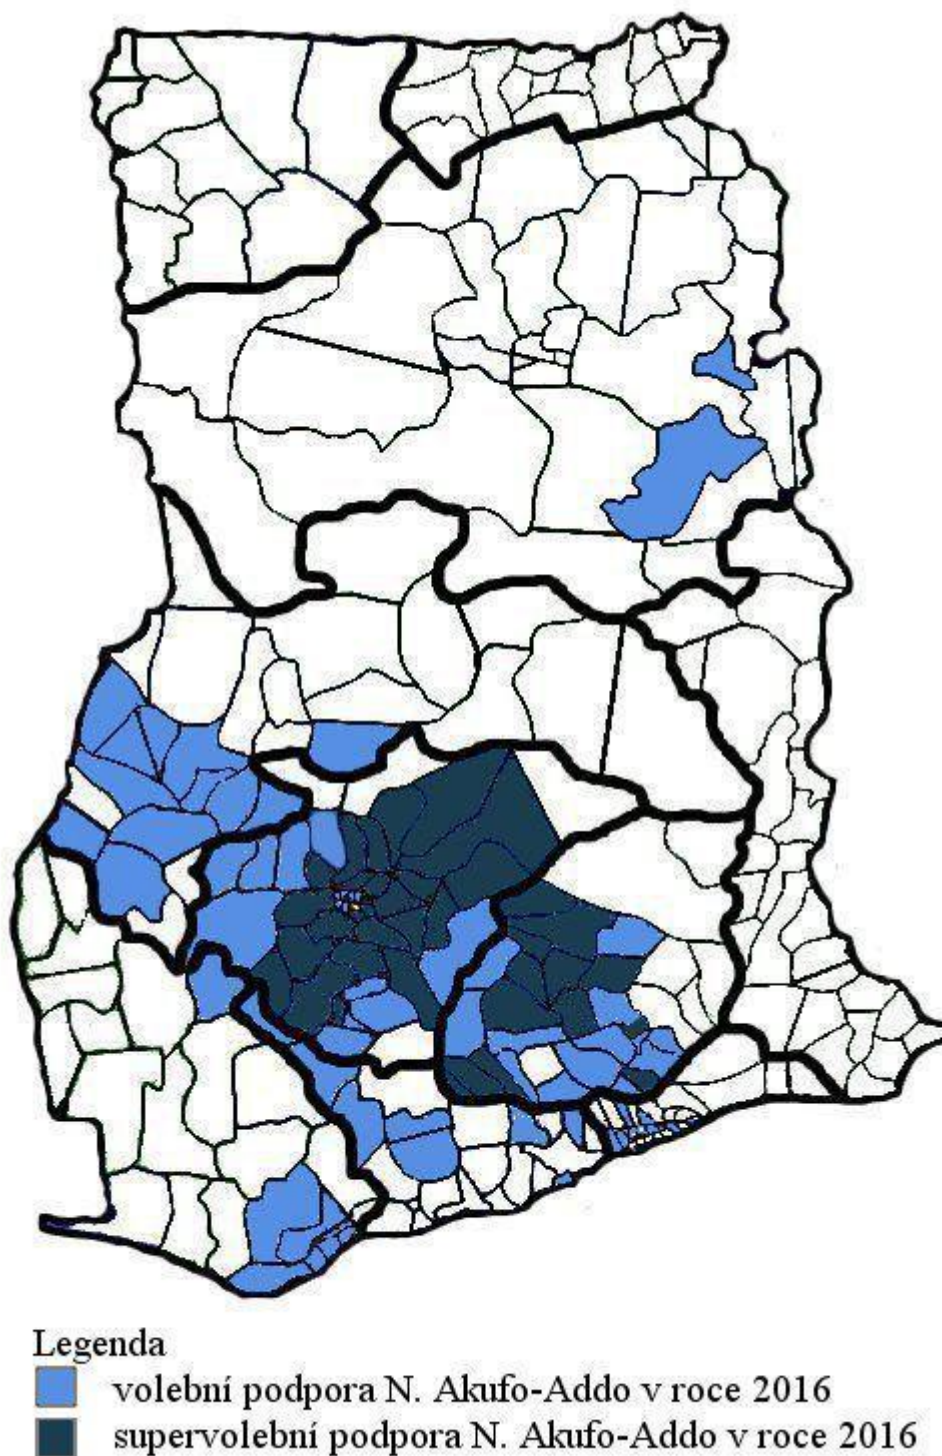 Legenda
volební podpora N. Akufo-Addo v roce 2016
supervolební podpora N. Akufo-Addo v roce 2016